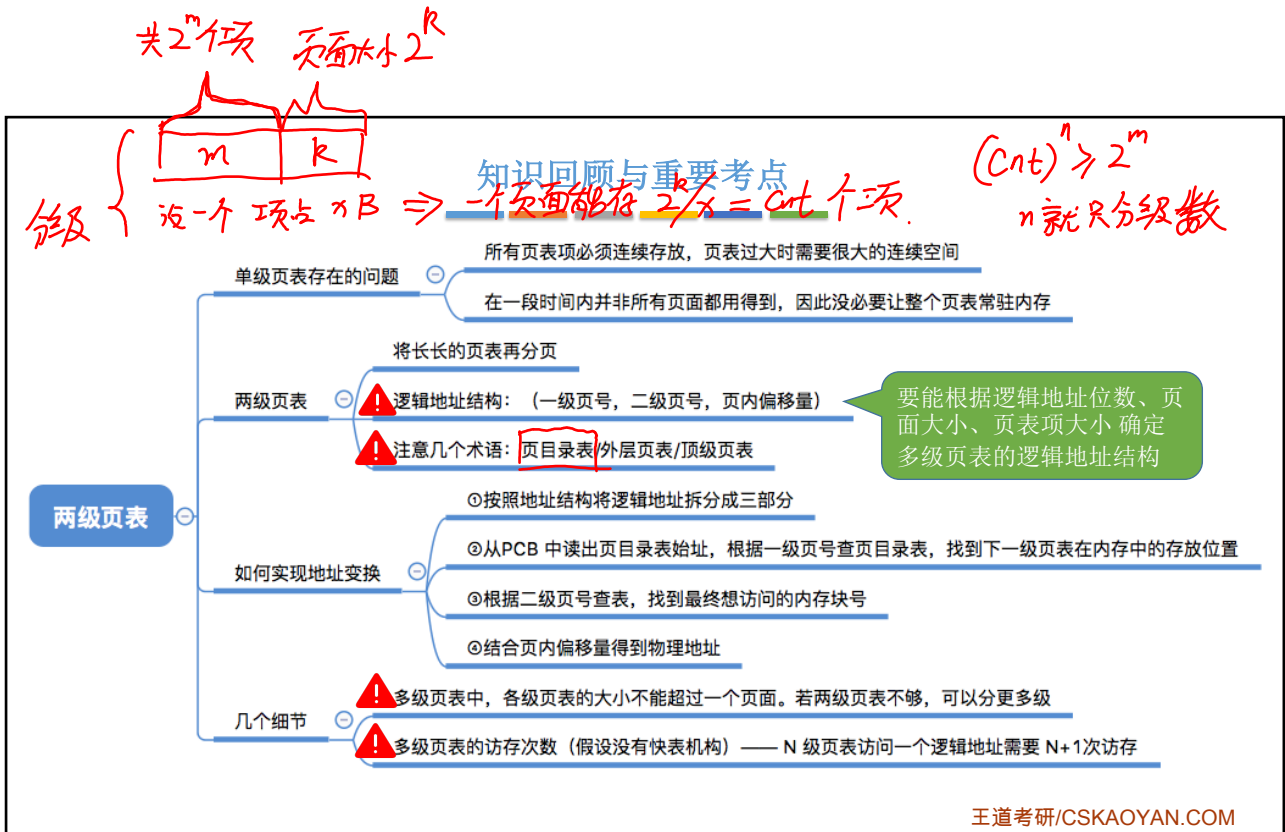 共2^m个项 页面大小2^k
m k
(Cnt)^n ≥ 2^m
知识回顾与重要考点
分级
设一个项占 x B ⇒ 一个页面能存 2^k/x = Cnt 个项.
n就是分级数
所有页表项必须连续存放，页表过大时需要很大的连续空间
单级页表存在的问题
在一段时间内并非所有页面都用得到，因此没必要让整个页表常驻内存
将长长的页表再分页
两级页表
逻辑地址结构：（一级页号，二级页号，页内偏移量）
要能根据逻辑地址位数、页
面大小、页表项大小 确定
多级页表的逻辑地址结构
注意几个术语：页目录表/外层页表/顶级页表
两级页表
①按照地址结构将逻辑地址拆分成三部分
②从PCB 中读出页目录表始址，根据一级页号查页目录表，找到下一级页表在内存中的存放位置
如何实现地址变换
③根据二级页号查表，找到最终想访问的内存块号
④结合页内偏移量得到物理地址
多级页表中，各级页表的大小不能超过一个页面。若两级页表不够，可以分更多级
几个细节
多级页表的访存次数（假设没有快表机构）—— N 级页表访问一个逻辑地址需要 N+1次访存
王道考研/CSKAOYAN.COM